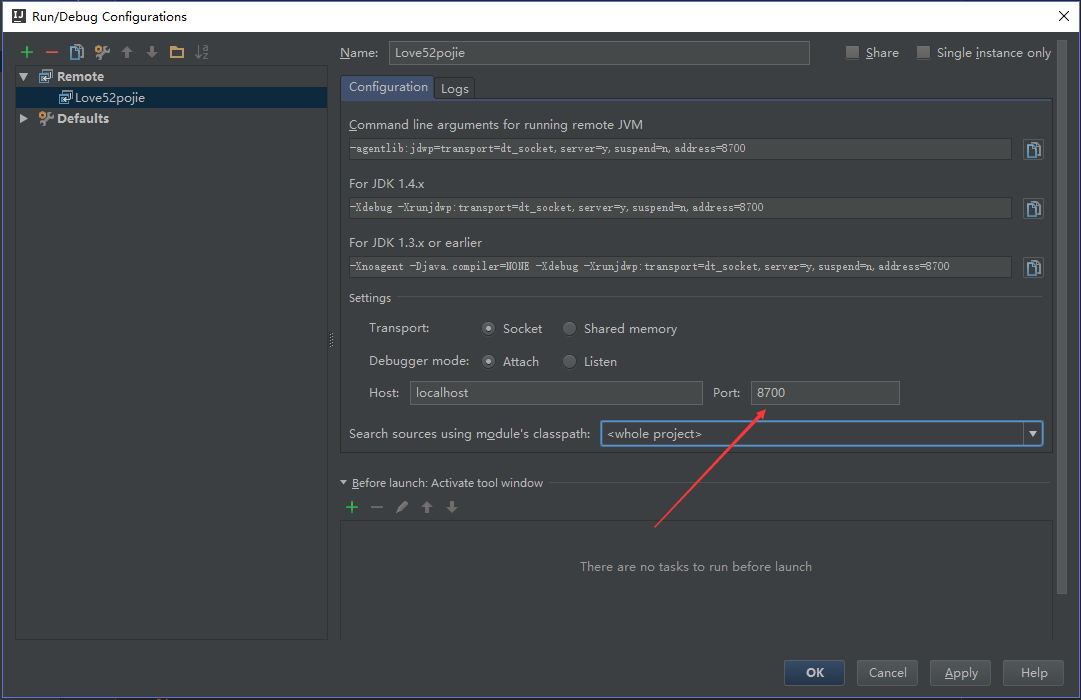 Run/Debug Configurations
Name: Love52pojie Share Single instance only
Remote
Love52pojie
Defaults
Configuration Logs
Command line arguments for running remote JVM
-agentlib:jdwp=transport=dt_socket,server=y,suspend=n,address=8700
For JDK 1.4.x
-Xdebug -Xrunjdwp:transport=dt_socket,server=y,suspend=n,address=8700
For JDK 1.3.x or earlier
-Xnoagent -Djava.compiler=NONE -Xdebug -Xrunjdwp:transport=dt_socket,server=y,suspend=n,address=8700
Settings
Transport: Socket Shared memory
Debugger mode: Attach Listen
Host: localhost Port: 8700
Search sources using module's classpath: <whole project>
Before launch: Activate tool window
There are no tasks to run before launch
OK Cancel Apply Help